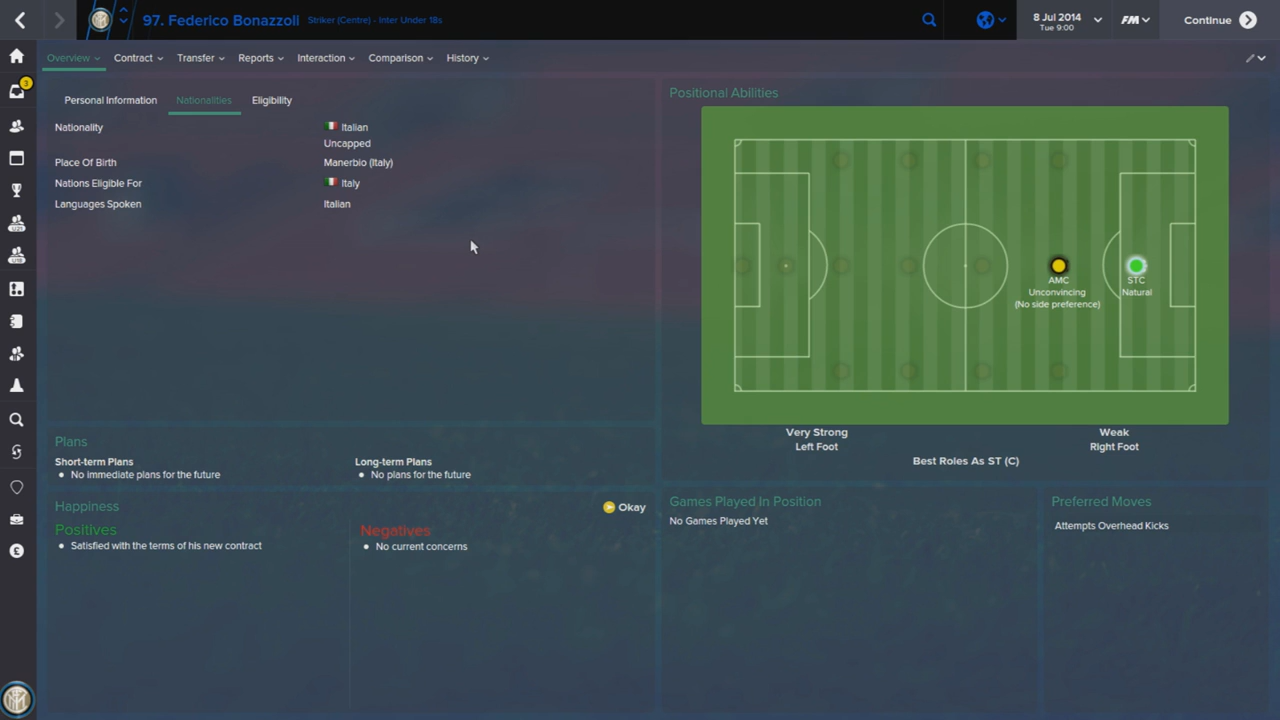 97. Federico Bonazzoli Striker (Centre) - Inter Under 18s
8 Jul 2014
Tue 9:00
FM
Continue
3
Overview Contract Transfer Reports Interaction Comparison History
Personal Information Nationalities Eligibility
Nationality Italian
Uncapped
Place Of Birth Manerbio (Italy)
Nations Eligible For Italy
Languages Spoken Italian
U21
U18
Positional Abilities
AMC
Unconvincing
(No side preference)
STC
Natural
Very Strong
Left Foot
Weak
Right Foot
Best Roles As ST (C)
Plans
Short-term Plans
• No immediate plans for the future
Long-term Plans
• No plans for the future
Happiness Okay
Positives
• Satisfied with the terms of his new contract
Negatives
• No current concerns
Games Played In Position
No Games Played Yet
Preferred Moves
Attempts Overhead Kicks